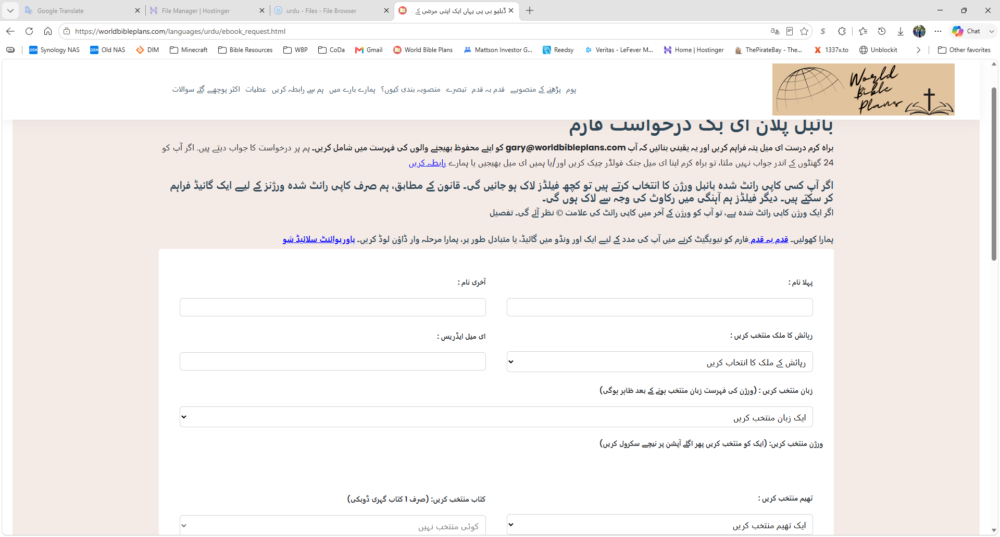 Google Translate
File Manager | Hostinger
urdu - Files - File Browser
ڈبلیو بی پی یہاں ایک اپنی مرضی کے
https://worldbibleplans.com/languages/urdu/ebook_request.html
Chat
Synology NAS
Old NAS
DIM
Minecraft
Bible Resources
WBP
CoDa
Gmail
World Bible Plans
Mattson Investor G...
Reedsy
Veritas - LeFever M...
Home | Hostinger
ThePirateBay - The...
1337x.to
Unblockit
Other favorites
World
Bible
Plans
ہوم پڑھنے کے منصوبے قدم بہ قدم تبصرے منصوبہ بندی کیوں؟ ہمارے بارے میں ہم سے رابطہ کریں عطیات اکثر پوچھے گئے سوالات
بائبل پلان ای بک درخواست فارم
براہ کرم درست ای میل پتہ فراہم کریں اور یہ یقینی بنائیں کہ آپ gary@worldbibleplans.com کو اپنے محفوظ بھیجنے والوں کی فہرست میں شامل کریں۔ ہم ہر درخواست کا جواب دیتے ہیں۔ اگر آپ کو
24 گھنٹوں کے اندر جواب نہیں ملتا، تو براہ کرم اپنا ای میل جنک فولڈر چیک کریں اور/یا ہمیں ای میل بھیجیں یا ہمارے رابطہ کریں
اگر آپ کسی کاپی رائٹ شدہ بائبل ورژن کا انتخاب کرتے ہیں تو کچھ فیلڈز لاک ہو جائیں گی۔ قانون کے مطابق، ہم صرف کاپی رائٹ شدہ ورژنز کے لیے ایک گائیڈ فراہم
کر سکتے ہیں۔ دیگر فیلڈز ہم آہنگی میں رکاوٹ کی وجہ سے لاک ہوں گی۔
اگر ایک ورژن کاپی رائٹ شدہ ہے، تو آپ کو ورژن کے آخر میں کاپی رائٹ کی علامت © نظر آئے گی۔ تفصیل
ہمارا کھولیں۔ قدم بہ قدم فارم کو نیویگیٹ کرنے میں آپ کی مدد کے لیے ایک اور ونڈو میں گائیڈ، یا متبادل طور پر، ہمارا مرحلہ وار ڈاؤن لوڈ کریں۔ پاورپوائنٹ سلائیڈ شو
پہلا نام :
آخری نام :
رہائش کا ملک منتخب کریں :
ای میل ایڈریس :
رہائش کے ملک کا انتخاب کریں
زبان منتخب کریں : (ورژن کی فہرست زبان منتخب ہونے کے بعد ظاہر ہوگی)
ایک زبان منتخب کریں
ورژن منتخب کریں: (ایک کو منتخب کریں پھر اگلے آپشن پر نیچے سکرول کریں)
تھیم منتخب کریں :
کتاب منتخب کریں: (صرف 1 کتاب گہری ڈوبکی)
ایک تھیم منتخب کریں
کوئی منتخب نہیں